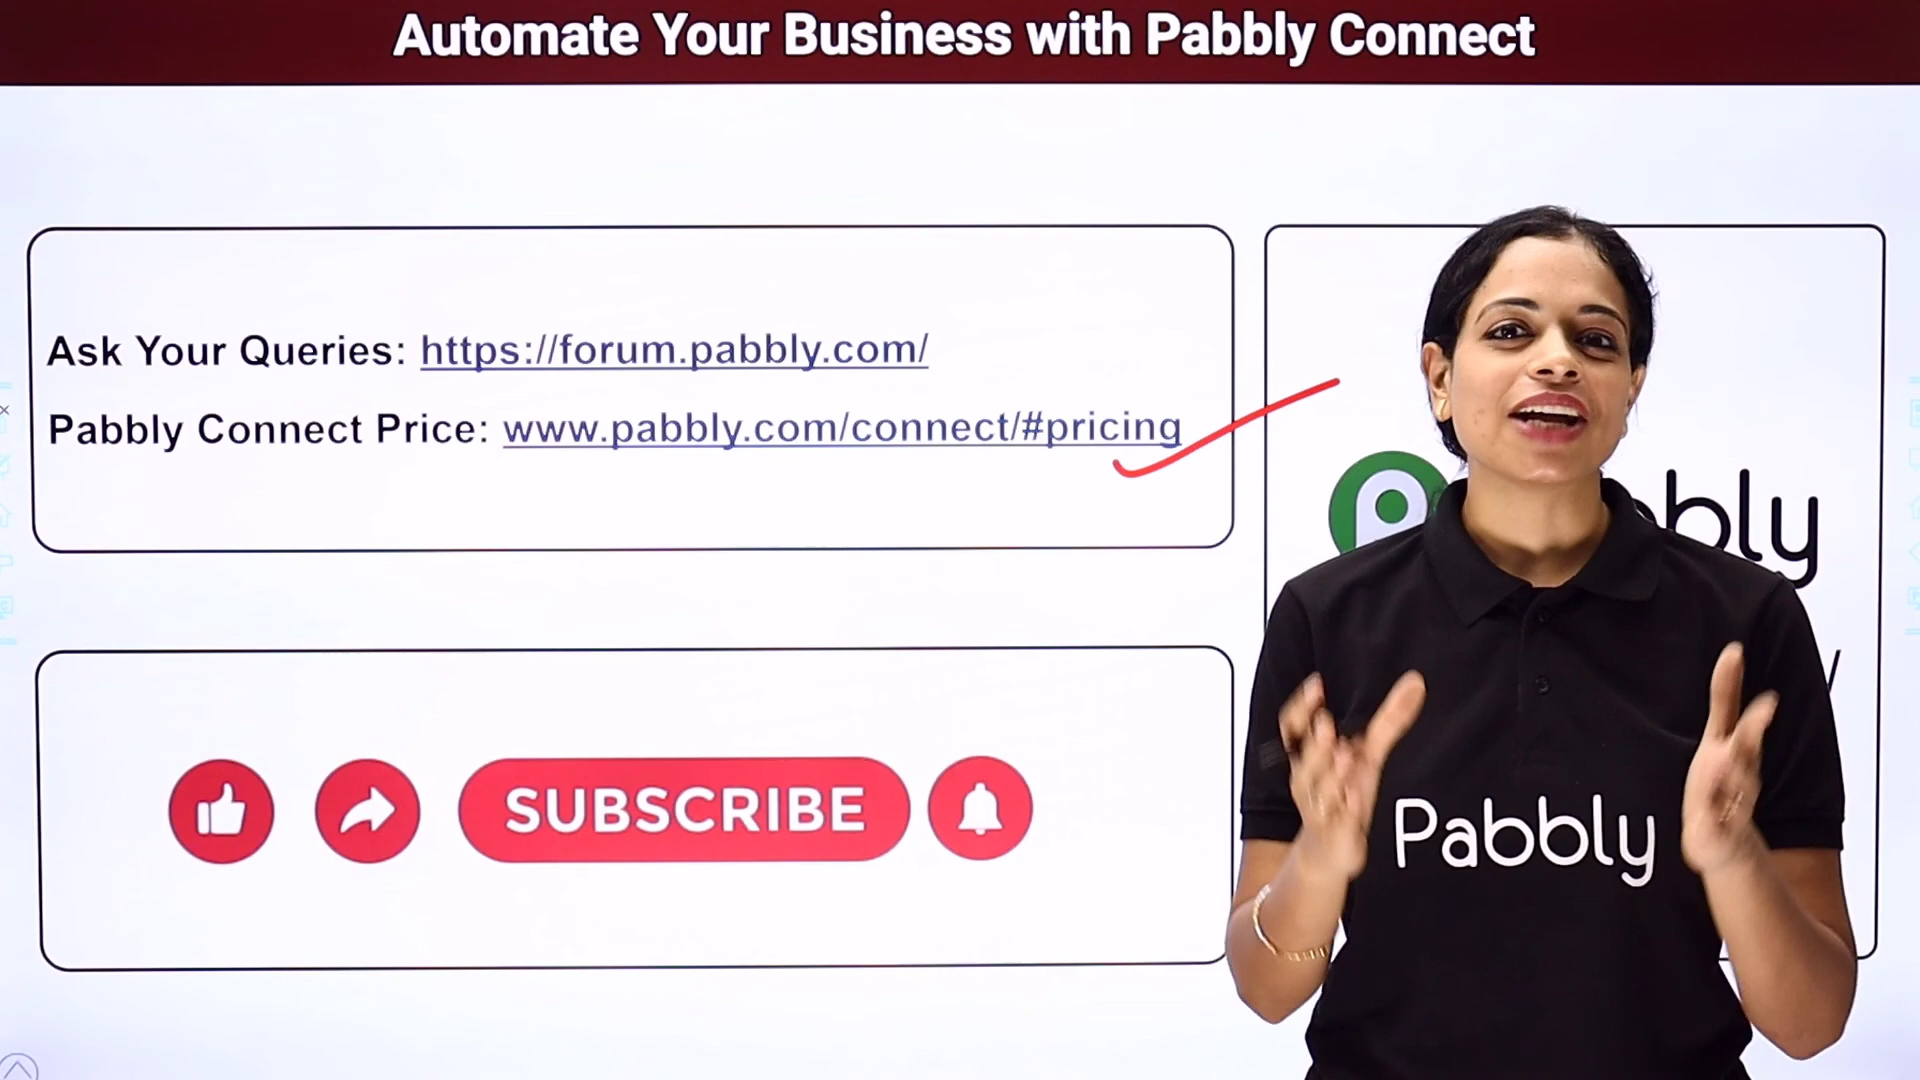 Automate Your Business with Pabbly Connect
Ask Your Queries: https://forum.pabbly.com/
Pabbly Connect Price: www.pabbly.com/connect/#pricing
SUBSCRIBE
Pabbly